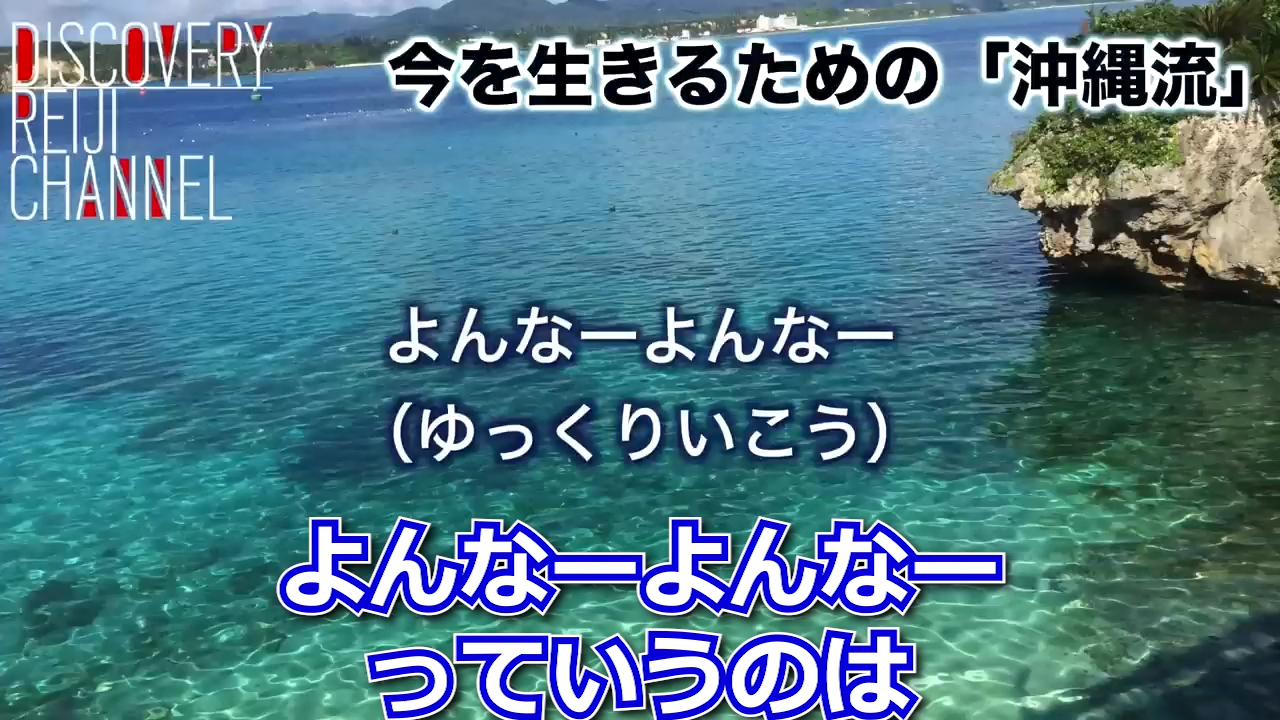 DISCOVERY
REIJI
CHANNEL
今を生きるための「沖縄流」
よんなーよんなー
（ゆっくりいこう）
よんなーよんなー
っていうのは